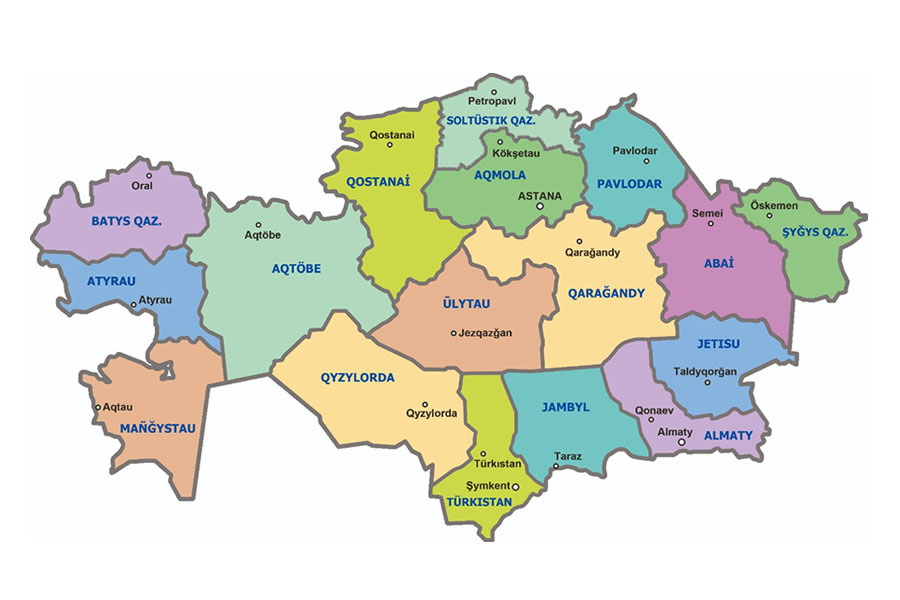 Petropavl
SOLTÜSTIK QAZ.
Qostanai
Kökşetau
Pavlodar
QOSTANAİ
AQMOLA
PAVLODAR
ASTANA
Oral
BATYS QAZ.
Semei
Öskemen
ŞYĞYS QAZ.
Aqtöbe
AQTÖBE
Qarağandy
ABAİ
ATYRAU
Atyrau
ŪLYTAU
QARAĞANDY
Jezqazğan
JETISU
Taldyqorğan
QYZYLORDA
Qyzylorda
JAMBYL
Qonaev
Almaty
ALMATY
Aqtau
MAÑĞYSTAU
Türkıstan
Taraz
Şymkent
TÜRKISTAN